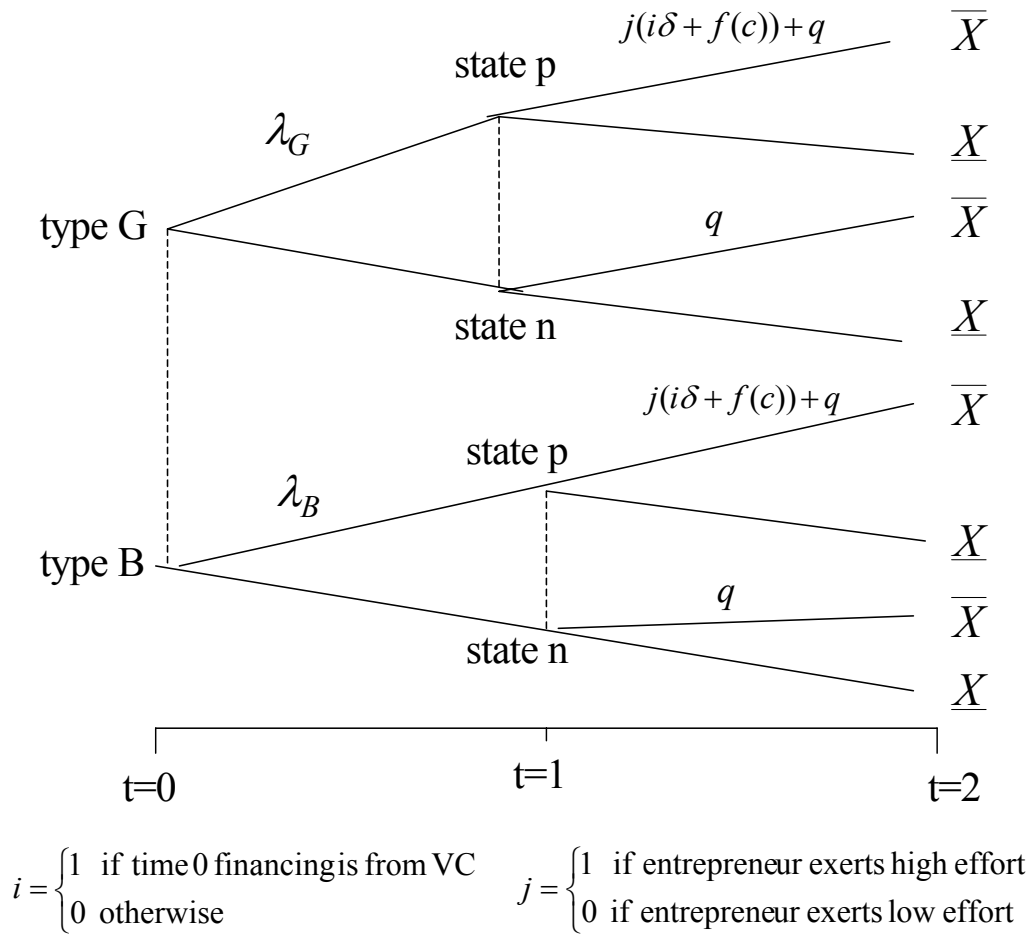 j(iδ + f(c)) + q
X̅
state p
λ_G
X̲
type G
q
X̅
state n
X̲
j(iδ + f(c)) + q
X̅
state p
λ_B
X̲
type B
q
X̅
state n
X̲
t=0
t=1
t=2
i = {1 if time 0 financing is from VC
0 otherwise
j = {1 if entrepreneur exerts high effort
0 if entrepreneur exerts low effort